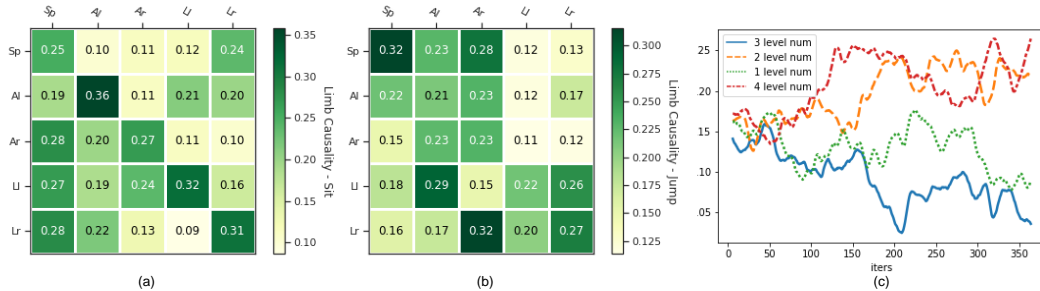 Sp Al Ar Ll Lr
Sp 0.25 0.10 0.11 0.12 0.24
Al 0.19 0.36 0.11 0.21 0.20
Ar 0.28 0.20 0.27 0.11 0.10
Ll 0.27 0.19 0.24 0.32 0.16
Lr 0.28 0.22 0.13 0.09 0.31
0.35
0.30
0.25
0.20
0.15
0.10
Limb Causality - Sit
(a)
Sp Al Ar Ll Lr
Sp 0.32 0.23 0.28 0.12 0.13
Al 0.22 0.21 0.23 0.12 0.17
Ar 0.15 0.23 0.23 0.11 0.12
Ll 0.18 0.29 0.15 0.22 0.26
Lr 0.16 0.17 0.32 0.20 0.27
0.300
0.275
0.250
0.225
0.200
0.175
0.150
0.125
Limb Causality - Jump
(b)
3 level num
2 level num
1 level num
4 level num
25
.20
.15
.10
.05
0 50 100 150 200 250 300 350
iters
(c)